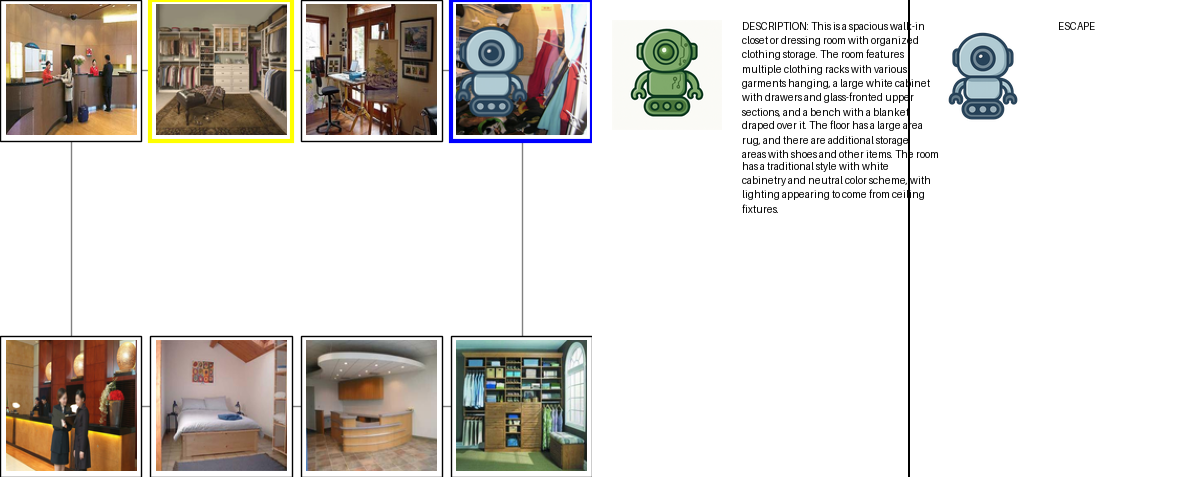 DESCRIPTION: This is a spacious walk-in
closet or dressing room with organized
clothing storage. The room features
multiple clothing racks with various
garments hanging, a large white cabinet
with drawers and glass-fronted upper
sections, and a bench with a blanket
draped over it. The floor has a large area
rug, and there are additional storage
areas with shoes and other items. The room
has a traditional style with white
cabinetry and neutral color scheme, with
lighting appearing to come from ceiling
fixtures.
ESCAPE